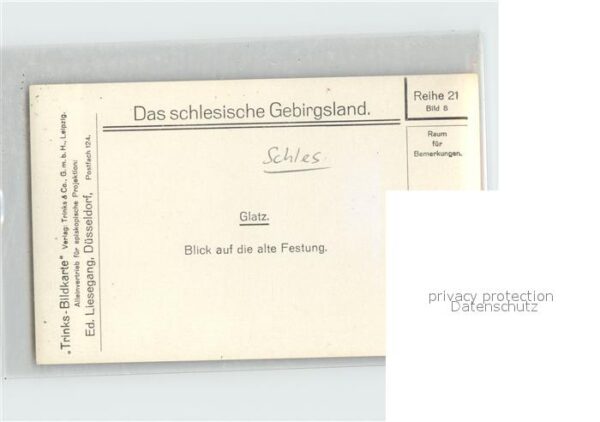 Das schlesische Gebirgsland.
Reihe 21
Bild 8
Raum
für
Bemerkungen.
Schles
Glatz.
Blick auf die alte Festung.
„Trinks-Bildkarte“ Verlag: Trinks & Co., G. m. b. H., Leipzig.
Alleinvertrieb für episkopische Projektion:
Ed. Liesegang, Düsseldorf, Postfach 124.
privacy protection
Datenschutz